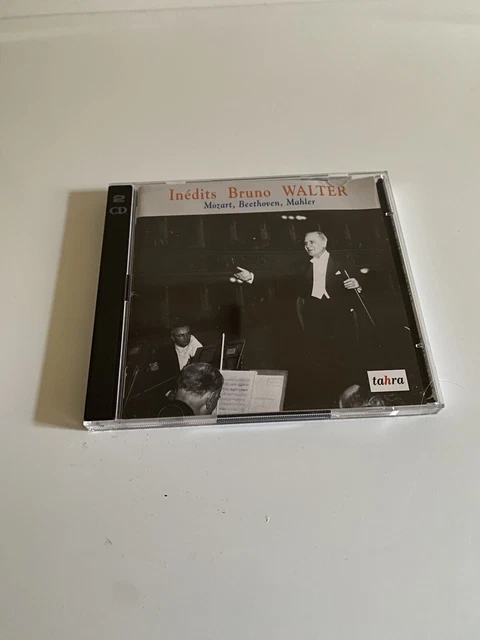 2
CD
Inédits Bruno WALTER
Mozart, Beethoven, Mahler
tahra